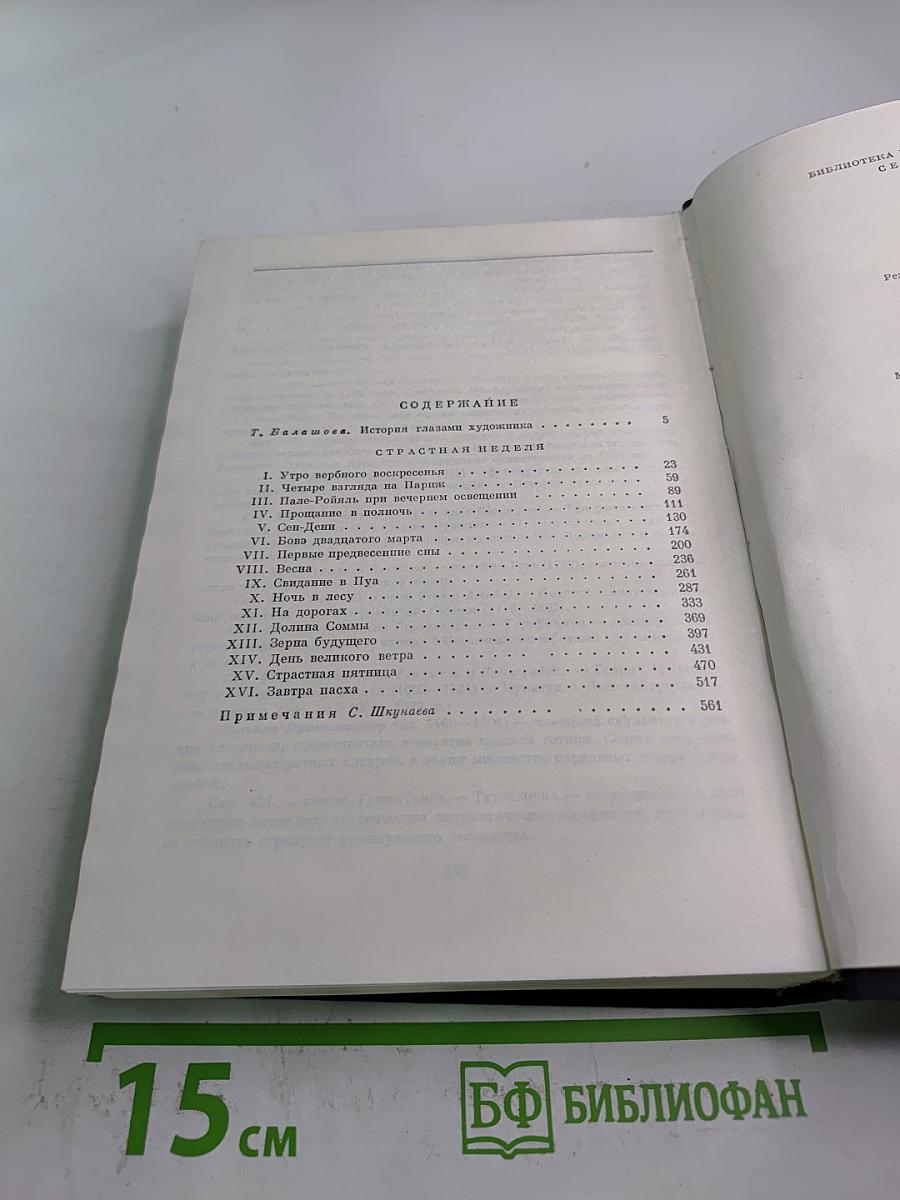 СОДЕРЖАНИЕ
Т. Балашова. История глазами художника . . . . . . . . 5
СТРАСТНАЯ НЕДЕЛЯ
I. Утро вербного воскресенья . . . . . . . . . . . . . 23
II. Четыре взгляда на Париж . . . . . . . . . . . . . 59
III. Пале-Ройяль при вечернем освещении . . . . . . . . 89
IV. Прощание в полночь . . . . . . . . . . . . . . . 111
V. Сен-Дени . . . . . . . . . . . . . . . . . . . . 130
VI. Бовэ двадцатого марта . . . . . . . . . . . . . . 174
VII. Первые предвесенние сны . . . . . . . . . . . . . 200
VIII. Весна . . . . . . . . . . . . . . . . . . . . . 236
IX. Свидание в Пуа . . . . . . . . . . . . . . . . . 261
X. Ночь в лесу . . . . . . . . . . . . . . . . . . . 287
XI. На дорогах . . . . . . . . . . . . . . . . . . . 333
XII. Долина Соммы . . . . . . . . . . . . . . . . . . 369
XIII. Зерна будущего . . . . . . . . . . . . . . . . . 397
XIV. День великого ветра . . . . . . . . . . . . . . . 431
XV. Страстная пятница . . . . . . . . . . . . . . . . 470
XVI. Завтра пасха . . . . . . . . . . . . . . . . . . 517
Примечания С. Шкунаева . . . . . . . . . . . . . . . 561
БИБЛИОТЕКА
СЕ
Ре
М
15 см
БФ БИБЛИОФАН